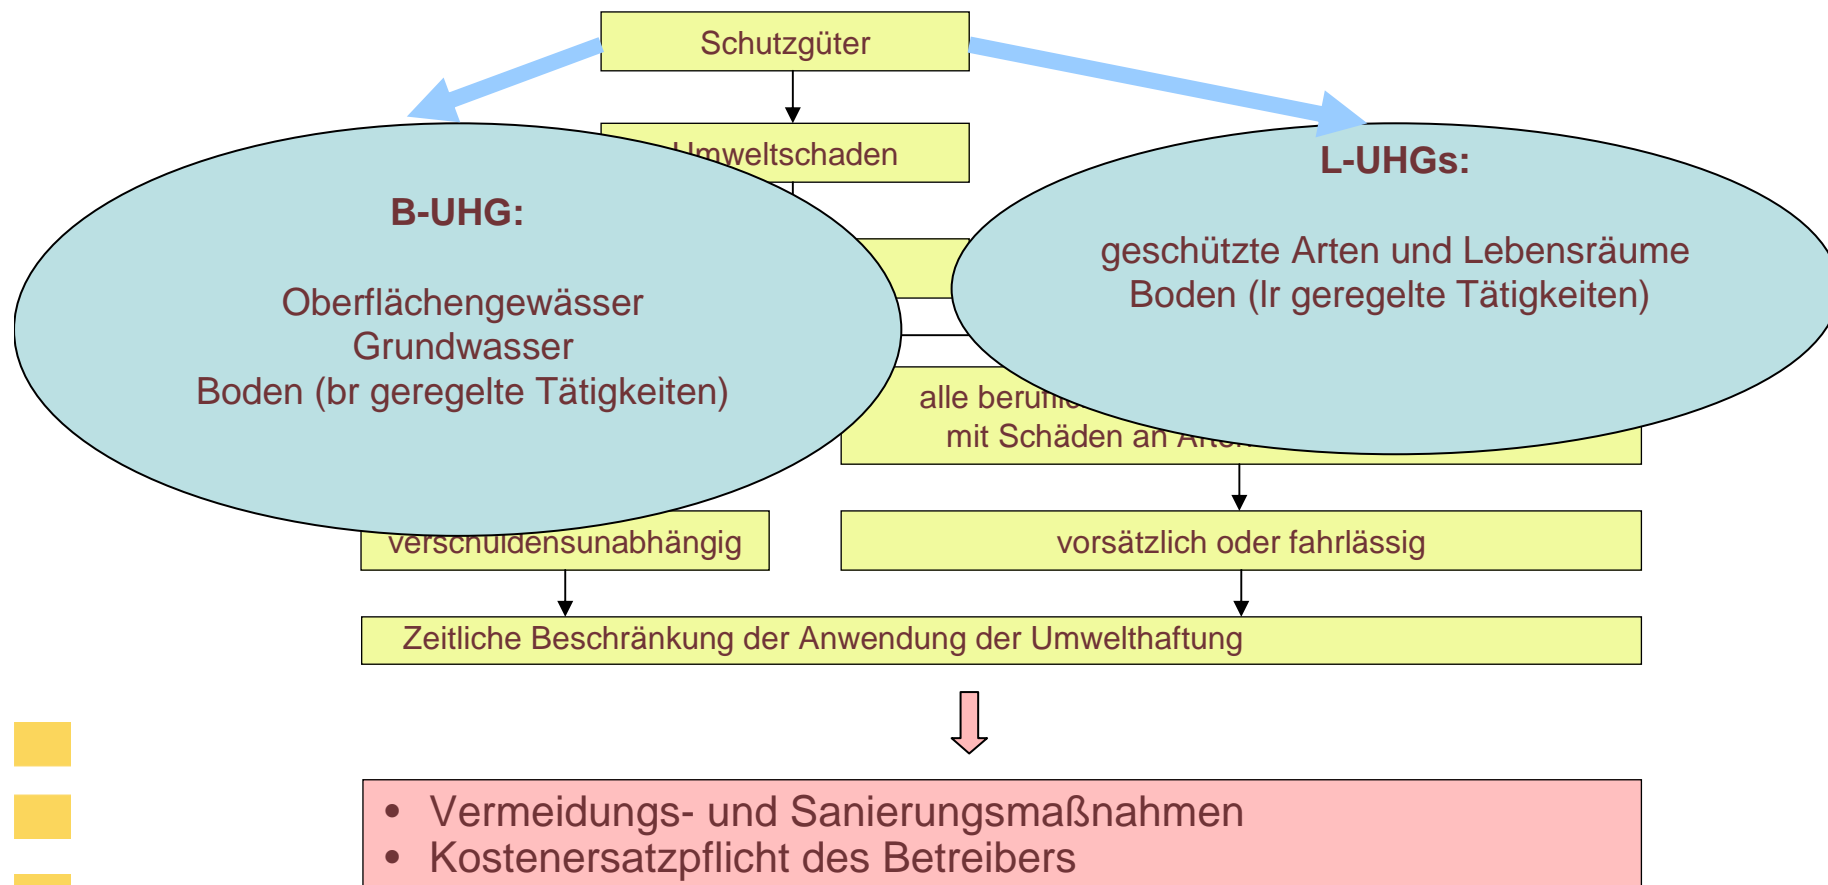 Schutzgüter
Umweltschaden
B-UHG:
Oberflächengewässer
Grundwasser
Boden (br geregelte Tätigkeiten)
L-UHGs:
geschützte Arten und Lebensräume
Boden (lr geregelte Tätigkeiten)
alle
mit Schäden an
verschuldensunabhängig
vorsätzlich oder fahrlässig
Zeitliche Beschränkung der Anwendung der Umwelthaftung
• Vermeidungs- und Sanierungsmaßnahmen
• Kostenersatzpflicht des Betreibers